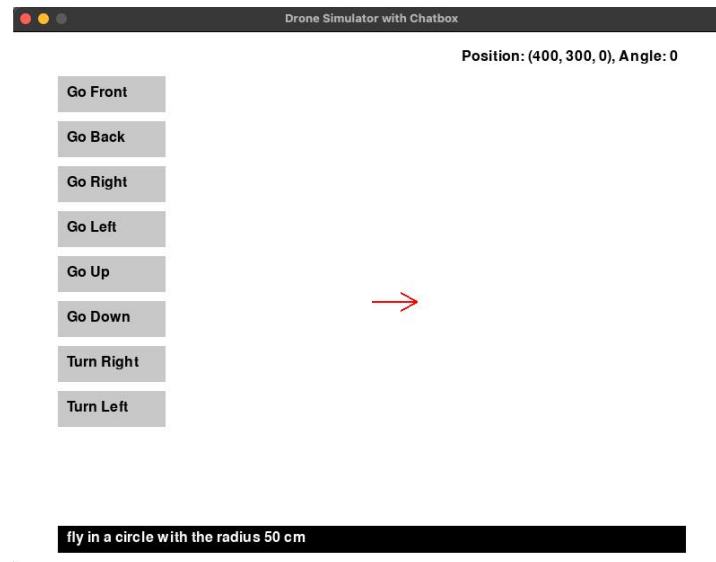 Drone Simulator with Chatbox
Position: (400, 300, 0), Angle: 0
Go Front
Go Back
Go Right
Go Left
Go Up
Go Down
Turn Right
Turn Left
fly in a circle with the radius 50 cm